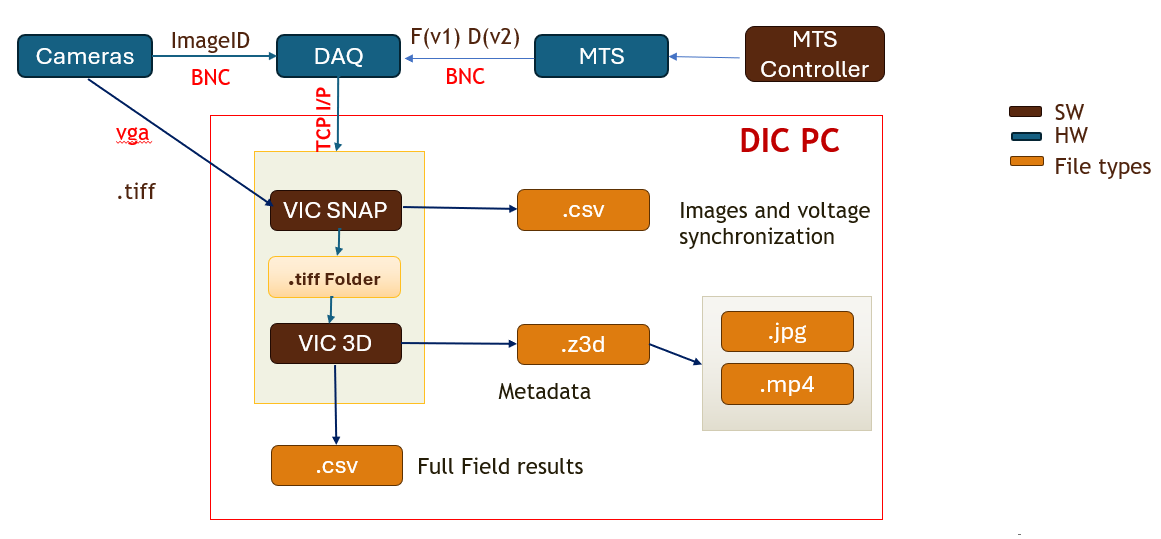 Cameras
ImageID
BNC
DAQ
F(v1) D(v2)
BNC
MTS
MTS
Controller
SW
HW
File types
vga
.tiff
TCP I/P
DIC PC
VIC SNAP
.csv
Images and voltage
synchronization
.tiff Folder
VIC 3D
.z3d
Metadata
.jpg
.mp4
.csv
Full Field results